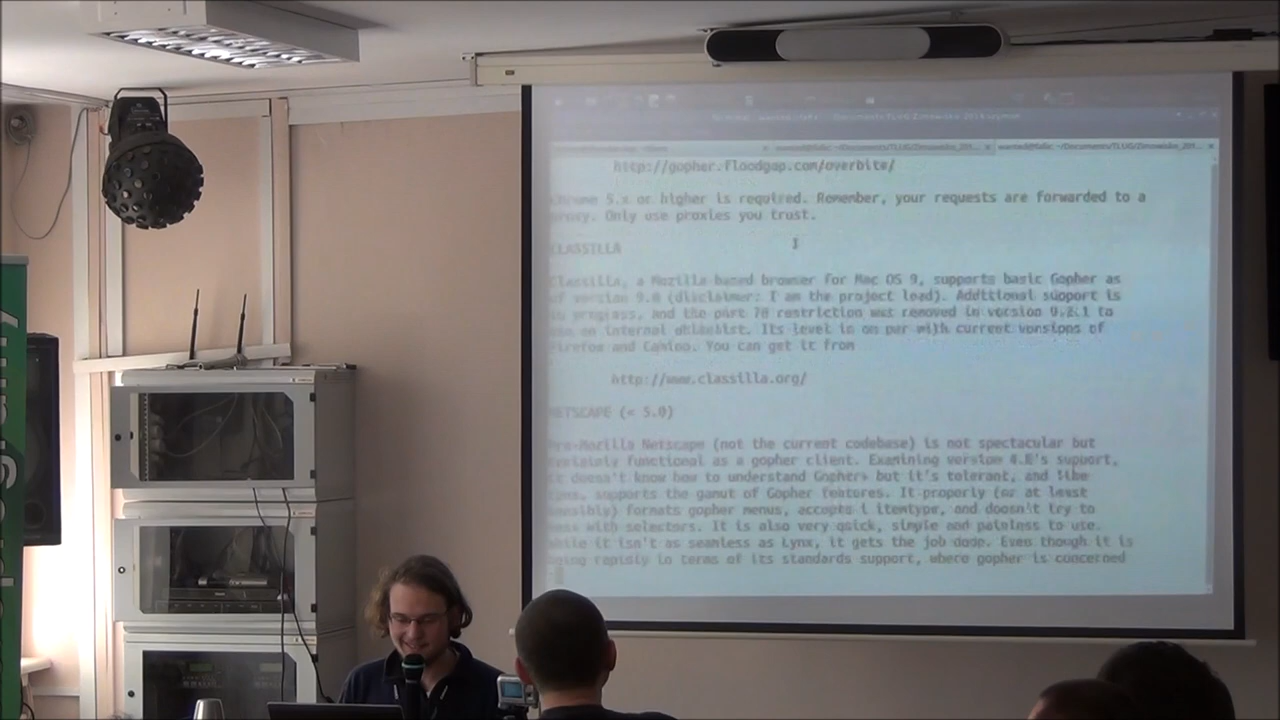 http://gopher.floodgap.com/overbite/
Chrome 5.x or higher is required. Remember, your requests are forwarded to a
proxy. Only use proxies you trust.
CLASSILLA
Classilla, a Mozilla-based browser for Mac OS 9, supports basic Gopher as
of version 9.0 (disclaimer: I am the project lead). Additional support is
in progress, and the port 70 restriction was removed in version 9.2.1 to
use an internal whitelist. Its level is on par with current versions of
Firefox and Camino. You can get it from
http://www.classilla.org/
NETSCAPE (< 5.0)
Pre-Mozilla Netscape (not the current codebase) is not spectacular but
certainly functional as a gopher client. Examining version 4.8's support,
it doesn't know how to understand Gopher+ but it's tolerant, and like
supports the gamut of Gopher features. It properly (or at least
sensibly) formats gopher menus, accepts i itemtype, and doesn't try to
mess with selectors. It is also very quick, simple and painless to use.
While it isn't as seamless as Lynx, it gets the job done. Even though it is
aging rapidly in terms of its standards support, where gopher is concerned